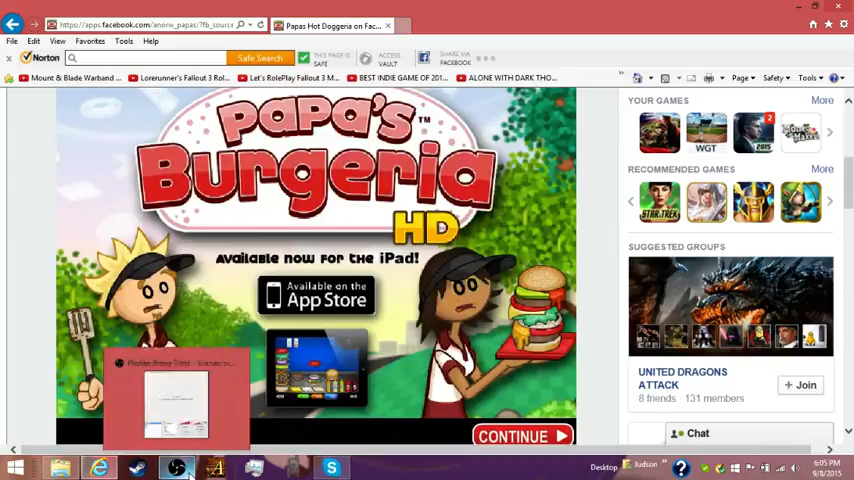 https://apps.facebook.com/anorw_papas/?fb_source
Papas Hot Doggeria on Fac...
File Edit View Favorites Tools Help
Norton
Safe Search
THIS PAGE IS SAFE
ACCESS VAULT
SHARE VIA FACEBOOK
Mount & Blade Warband ...
Lorerunner's Fallout 3 Ro...
Let's RolePlay Fallout 3 M...
BEST INDIE GAME OF 201...
ALONE WITH DARK THO...
Page
Safety
Tools
PaPa's
Burgeria
HD
Available now for the iPad!
Available on the
App Store
CONTINUE
YOUR GAMES More
WGT
2
2015
RECOMMENDED GAMES More
STAR TREK
SUGGESTED GROUPS
UNITED DRAGONS
ATTACK
8 friends · 131 members
+ Join
Chat
Desktop
Judson
6:05 PM
9/8/2015